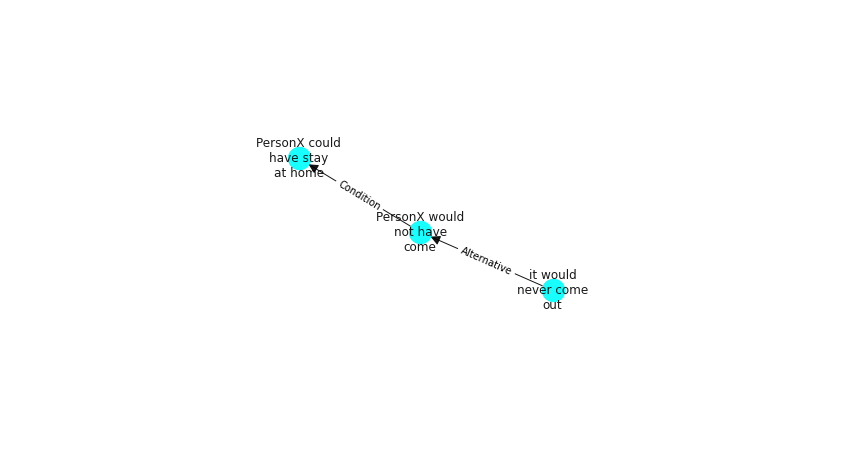 PersonX could
have stay
at home
Condition
PersonX would
not have
come
Alternative
it would
never come
out